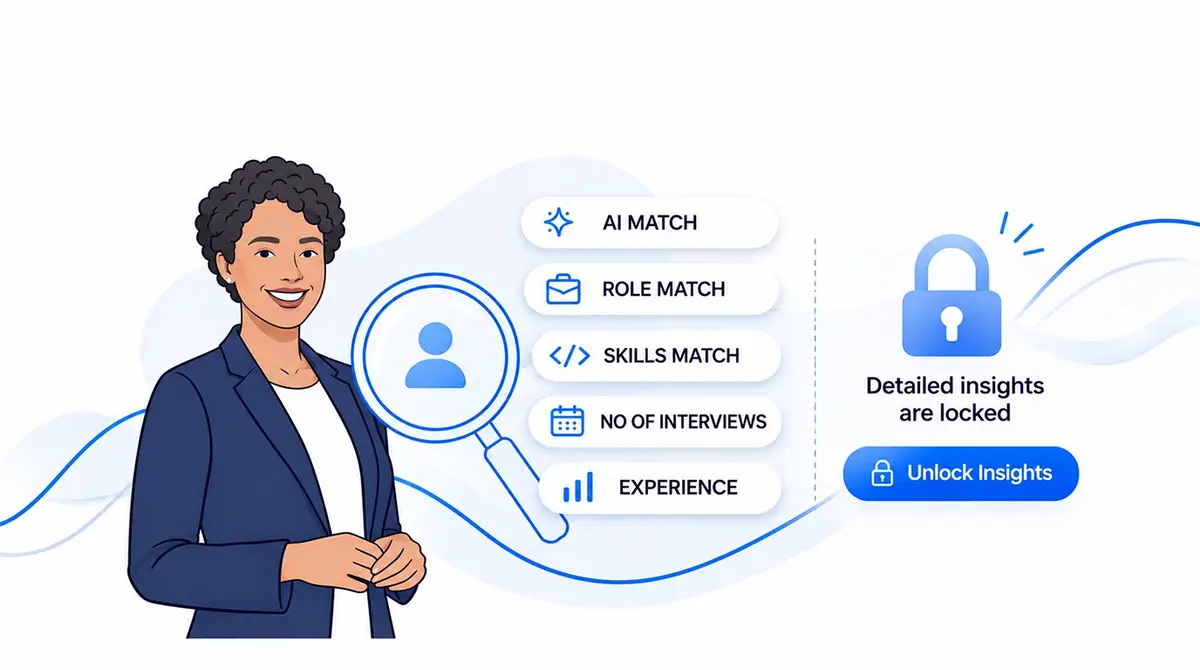 AI MATCH
ROLE MATCH
SKILLS MATCH
NO OF INTERVIEWS
EXPERIENCE
Detailed insights
are locked
Unlock Insights